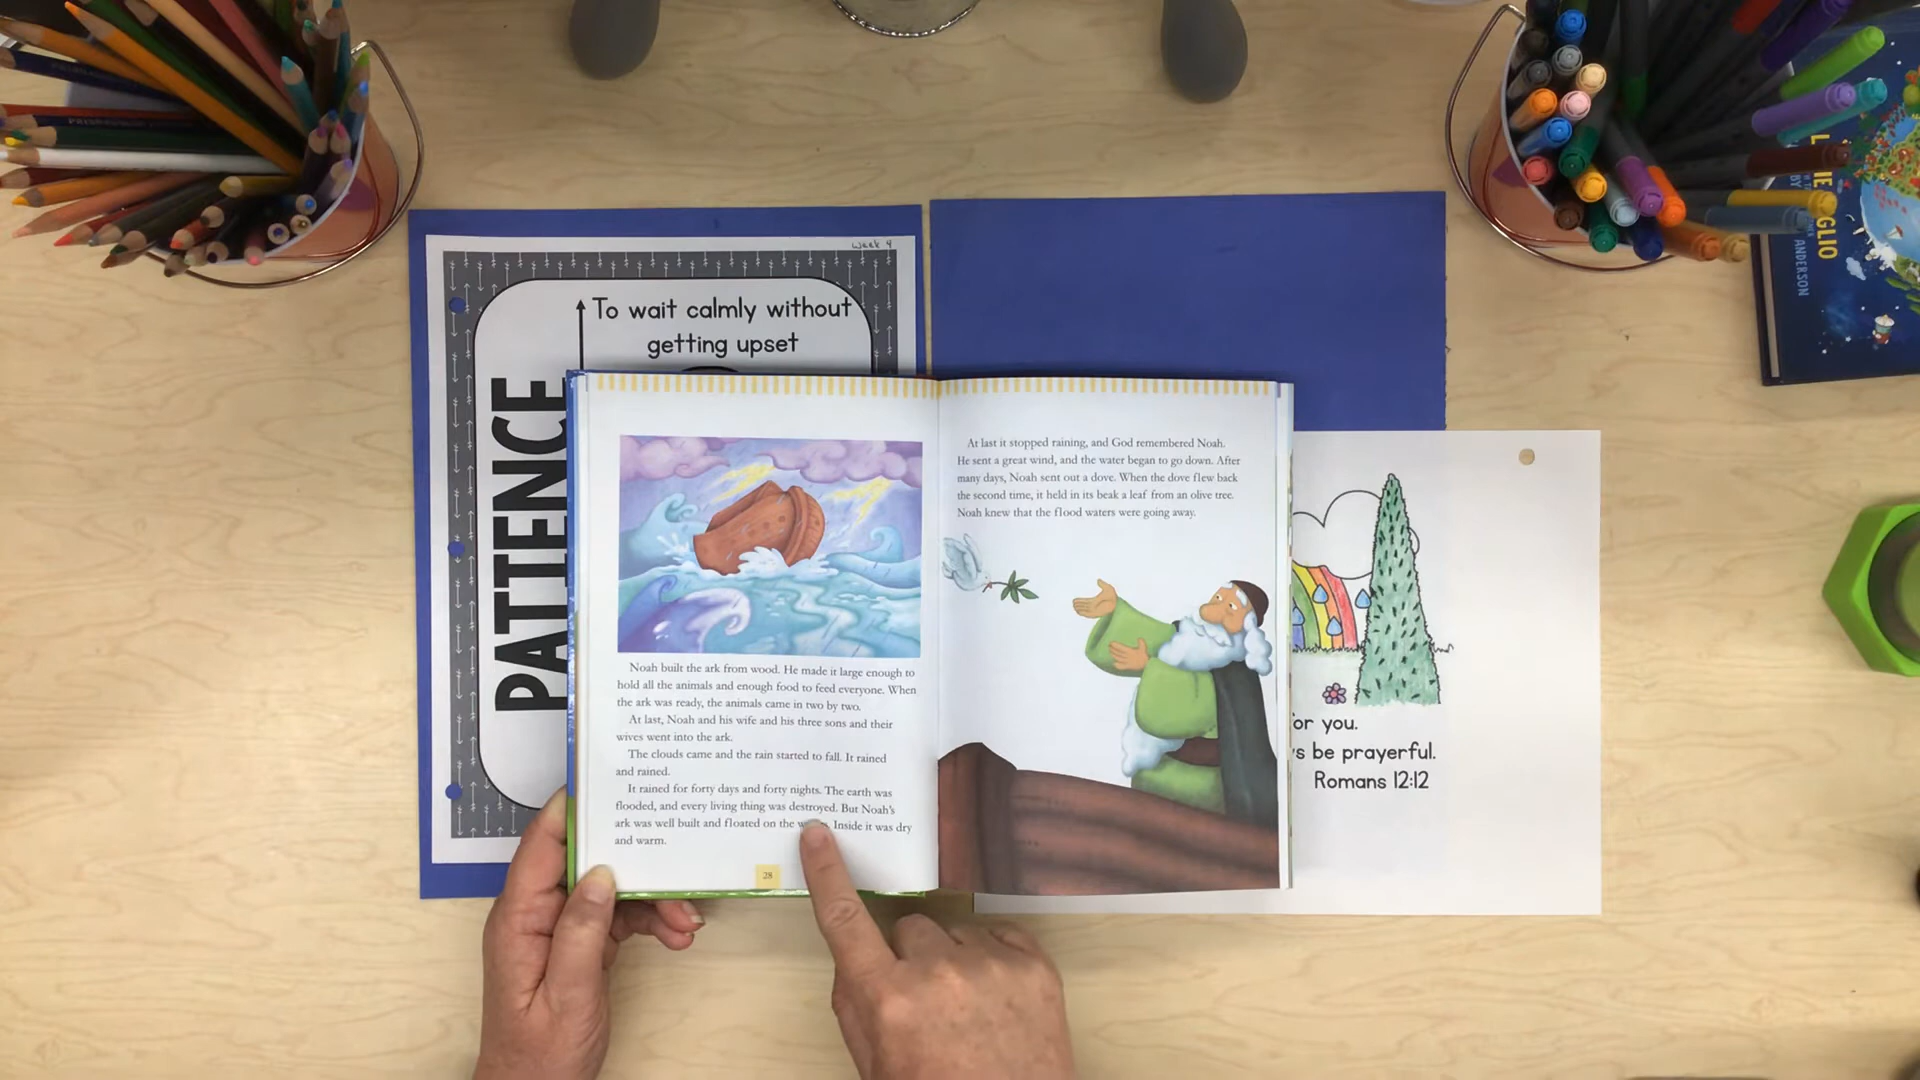 Week 4
To wait calmly without
getting upset
PATIENCE
Noah built the ark from wood. He made it large enough to
hold all the animals and enough food to feed everyone. When
the ark was ready, the animals came in two by two.
At last, Noah and his wife and his three sons and their
wives went into the ark.
The clouds came and the rain started to fall. It rained
and rained.
It rained for forty days and forty nights. The earth was
flooded, and every living thing was destroyed. But Noah's
ark was well built and floated on the Inside it was dry
and warm.
28
At last it stopped raining, and God remembered Noah.
He sent a great wind, and the water began to go down. After
many days, Noah sent out a dove. When the dove flew back
the second time, it held in its beak a leaf from an olive tree.
Noah knew that the flood waters were going away.
for you.
be prayerful.
Romans 12:12
GLIO
BY
ANDERSON